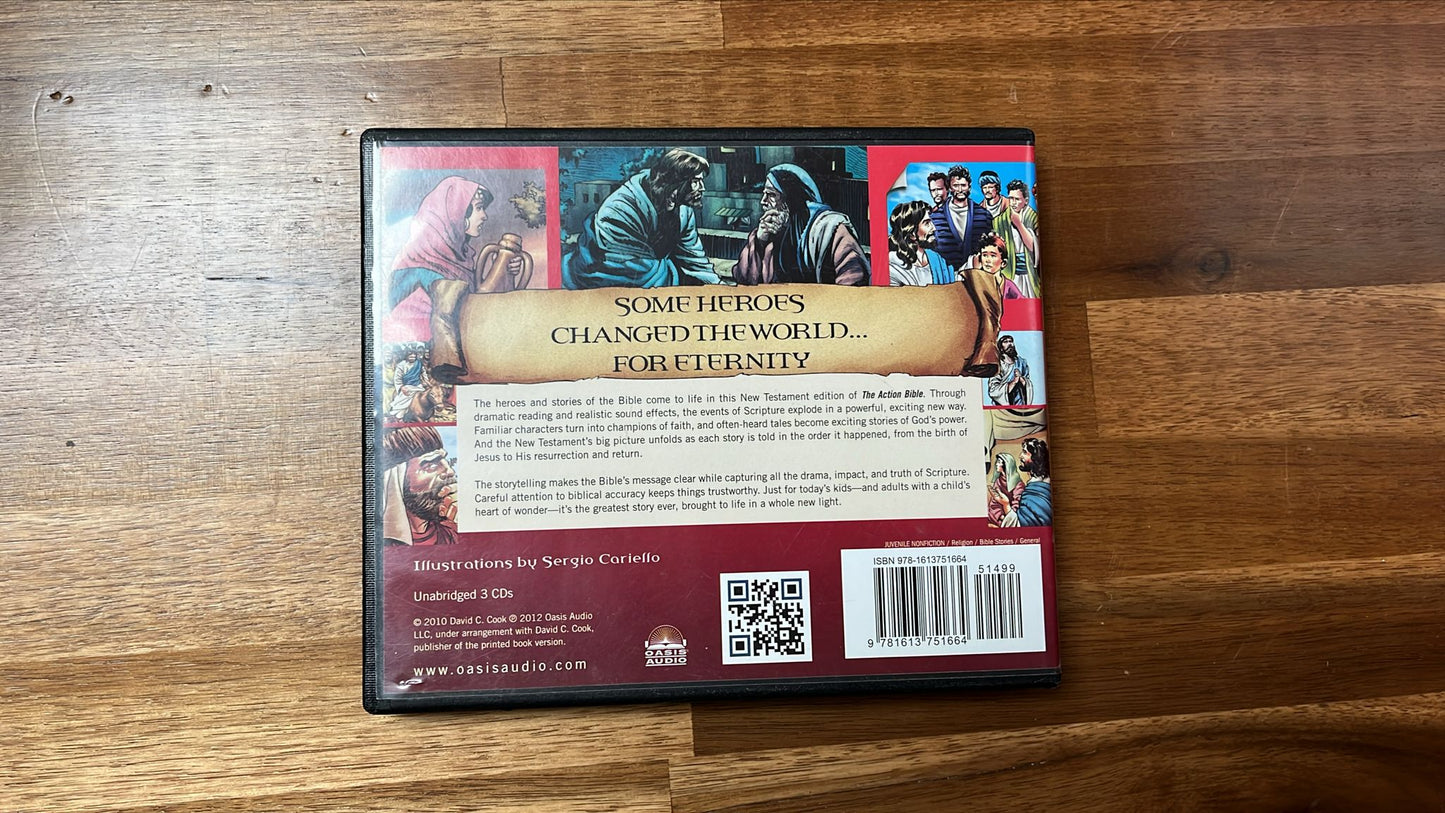 SOME HEROES
CHANGED THE WORLD...
FOR ETERNITY
The heroes and stories of the Bible come to life in this New Testament edition of The Action Bible. Through
dramatic reading and realistic sound effects, the events of Scripture explode in a powerful, exciting new way.
Familiar characters turn into champions of faith, and often-heard tales become exciting stories of God's power.
And the New Testament's big picture unfolds as each story is told in the order it happened, from the birth of
Jesus to His resurrection and return.
The storytelling makes the Bible's message clear while capturing all the drama, impact, and truth of Scripture.
Careful attention to biblical accuracy keeps things trustworthy. Just for today's kids—and adults with a child's
heart of wonder—it's the greatest story ever, brought to life in a whole new light.
Illustrations by Sergio Cariello
Unabridged 3 CDs
© 2010 David C. Cook ℗ 2012 Oasis Audio
LLC, under arrangement with David C. Cook,
publisher of the printed book version.
www.oasisaudio.com
OASIS
AUDIO
JUVENILE NONFICTION / Religion / Bible Stories / General
ISBN 978-1613751664
51499
9 781613 751664